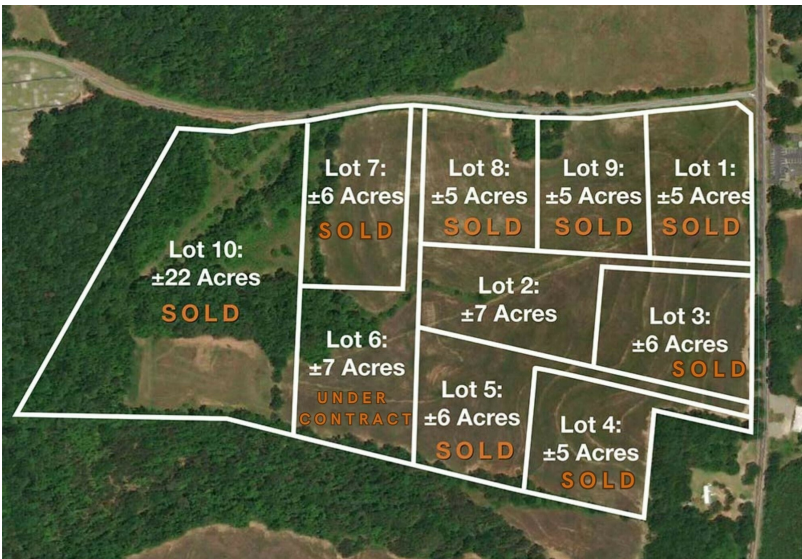 Lot 7:
±6 Acres
SOLD
Lot 8:
±5 Acres
SOLD
Lot 9:
±5 Acres
SOLD
Lot 1:
±5 Acres
SOLD
Lot 10:
±22 Acres
SOLD
Lot 2:
±7 Acres
Lot 3:
±6 Acres
SOLD
Lot 6:
±7 Acres
UNDER
CONTRACT
Lot 5:
±6 Acres
SOLD
Lot 4:
±5 Acres
SOLD